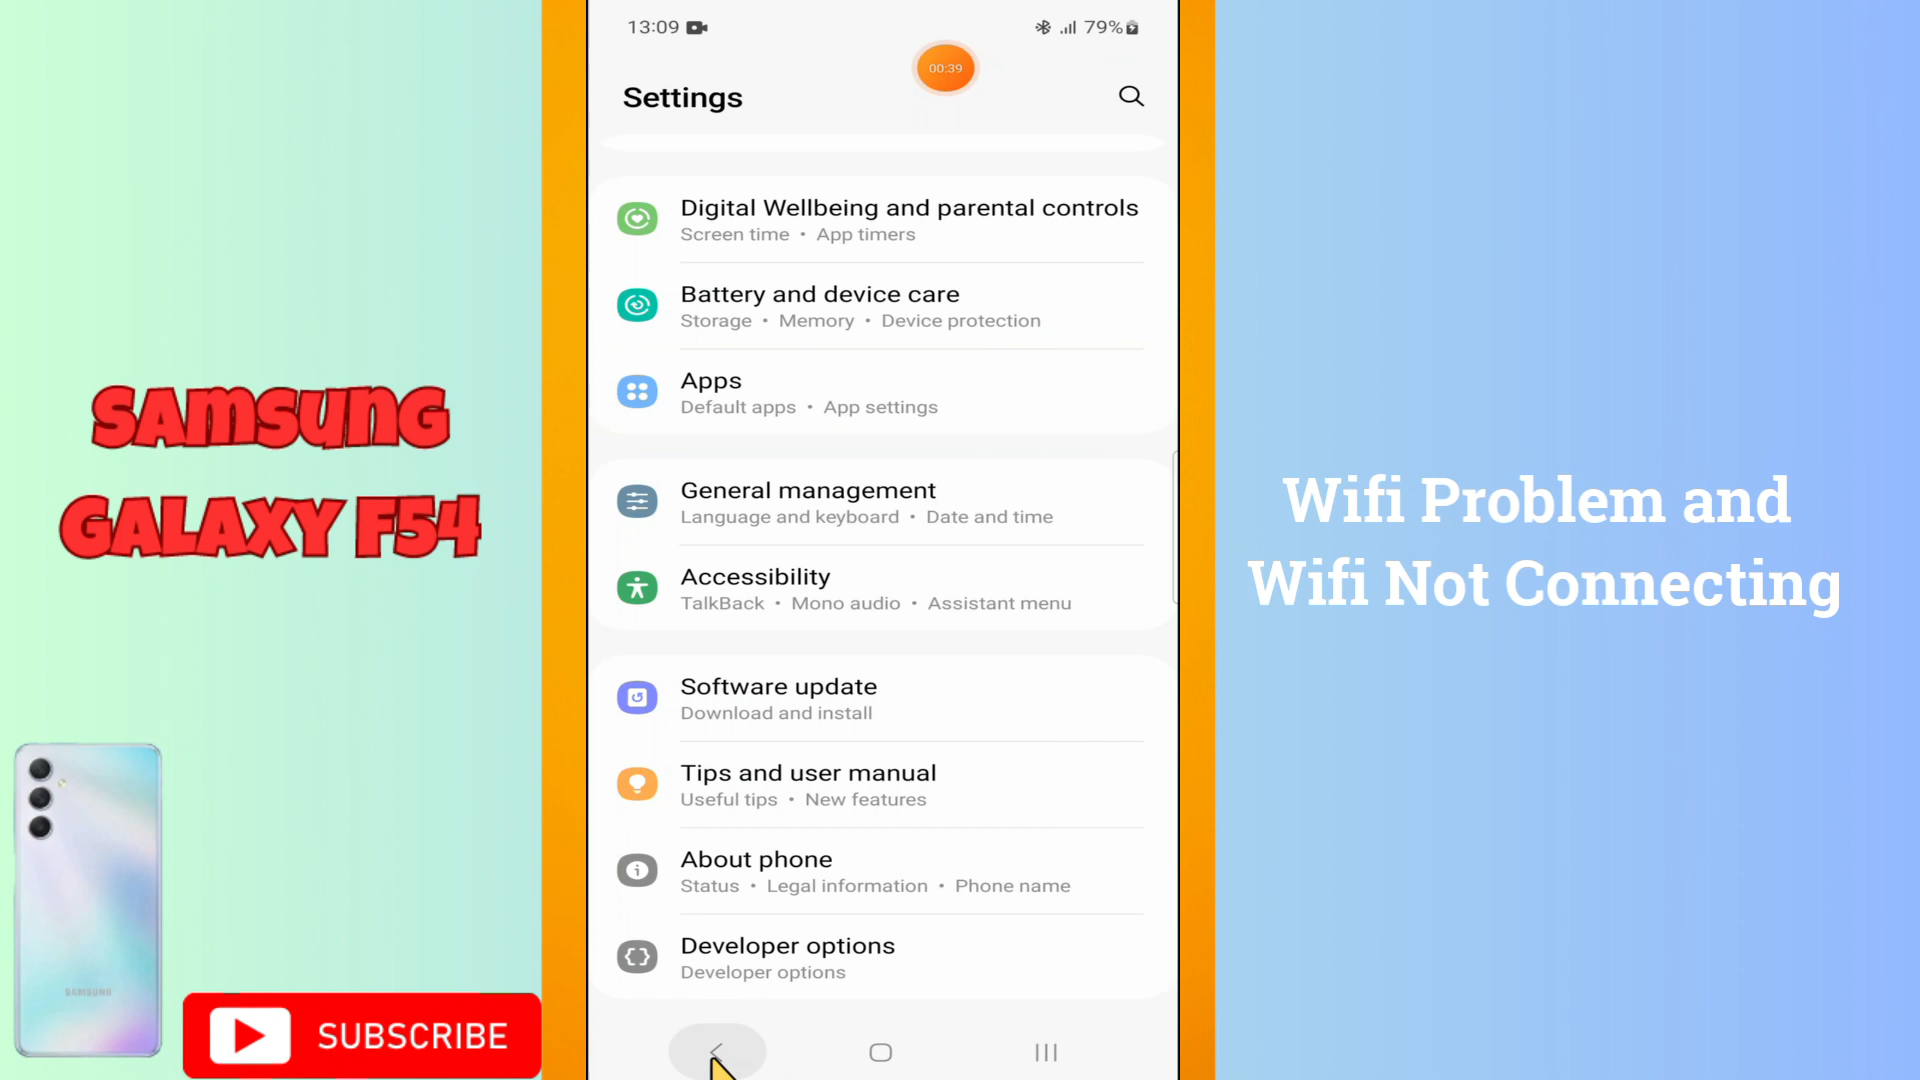 SAMSUNG
GALAXY F54
SAMSUNG
SUBSCRIBE
13:09
79%
00:39
Settings
Digital Wellbeing and parental controls
Screen time • App timers
Battery and device care
Storage • Memory • Device protection
Apps
Default apps • App settings
General management
Language and keyboard • Date and time
Accessibility
TalkBack • Mono audio • Assistant menu
Software update
Download and install
Tips and user manual
Useful tips • New features
About phone
Status • Legal information • Phone name
Developer options
Developer options
Wifi Problem and
Wifi Not Connecting